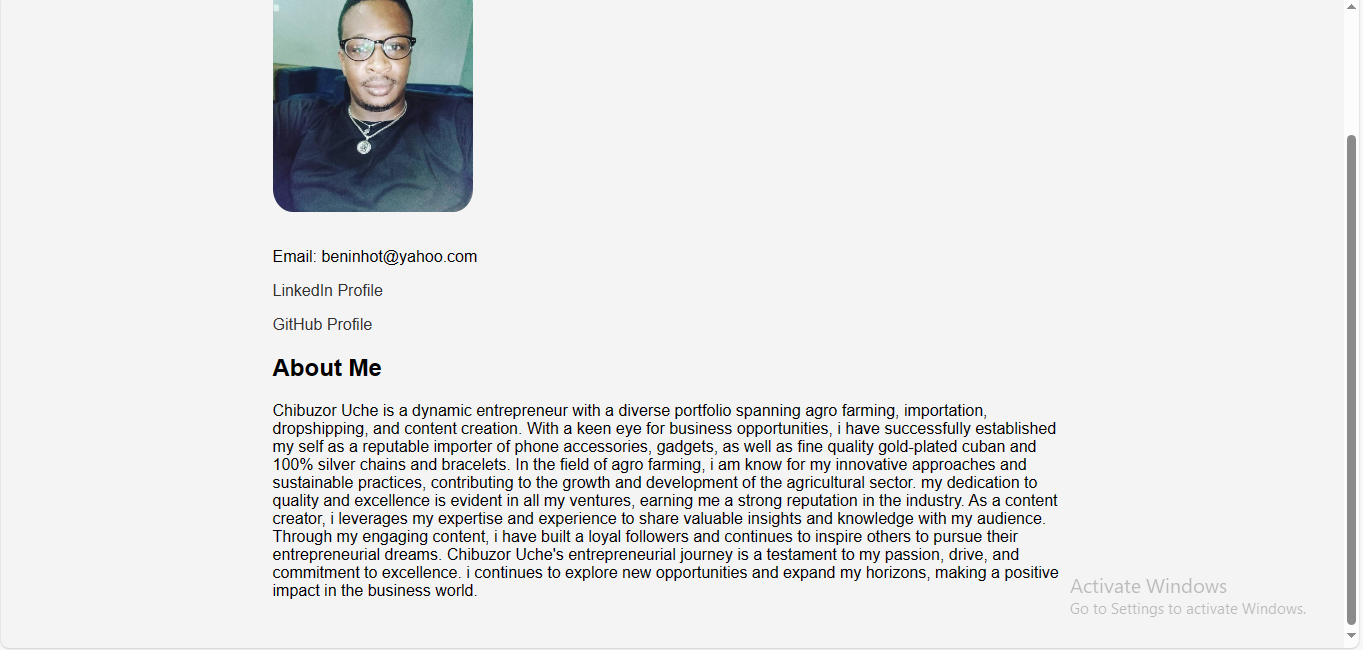 Email: beninhot@yahoo.com
LinkedIn Profile
GitHub Profile
About Me
Chibuzor Uche is a dynamic entrepreneur with a diverse portfolio spanning agro farming, importation,
dropshipping, and content creation. With a keen eye for business opportunities, i have successfully established
my self as a reputable importer of phone accessories, gadgets, as well as fine quality gold-plated cuban and
100% silver chains and bracelets. In the field of agro farming, i am know for my innovative approaches and
sustainable practices, contributing to the growth and development of the agricultural sector. my dedication to
quality and excellence is evident in all my ventures, earning me a strong reputation in the industry. As a content
creator, i leverages my expertise and experience to share valuable insights and knowledge with my audience.
Through my engaging content, i have built a loyal followers and continues to inspire others to pursue their
entrepreneurial dreams. Chibuzor Uche's entrepreneurial journey is a testament to my passion, drive, and
commitment to excellence. i continues to explore new opportunities and expand my horizons, making a positive
impact in the business world.
Activate Windows
Go to Settings to activate Windows.